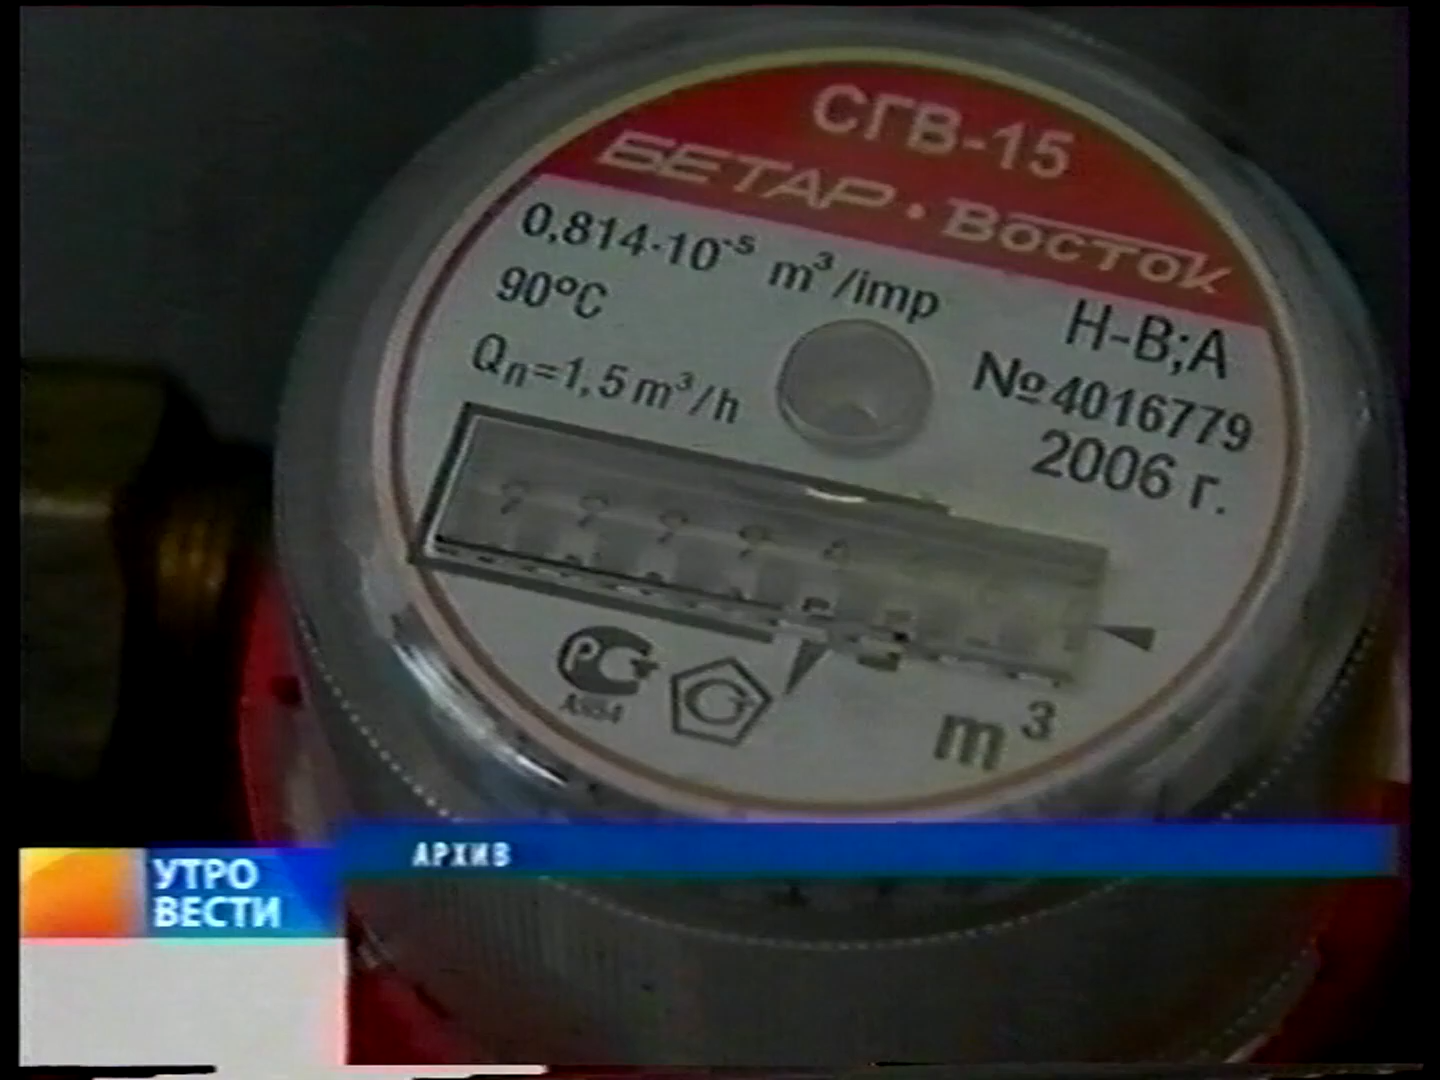 СГВ-15
БЕТАР · ВОСТОК
0,814·10⁻⁵ m³/imp
90°C
Qn=1,5 m³/h
Н-В;А
№4016779
2006 г.
m³
АРХИВ
УТРО
ВЕСТИ